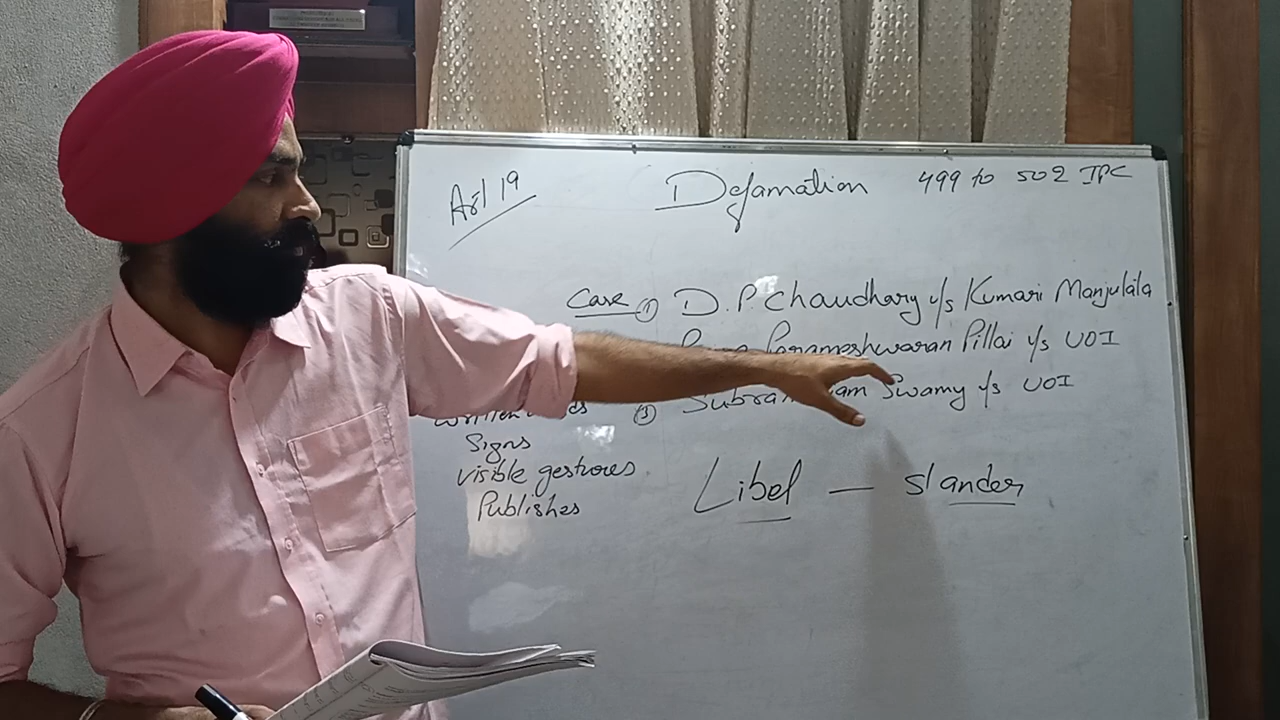 Art 19
Defamation 499 to 502 IPC
Case (1) D. P. Chaudhary v/s Kumari Manjulala
Parameshwaran Pillai v/s UOI
(3) Swamy v/s UOI
Signs
Visible gestures
Publishes
Libel — Slander